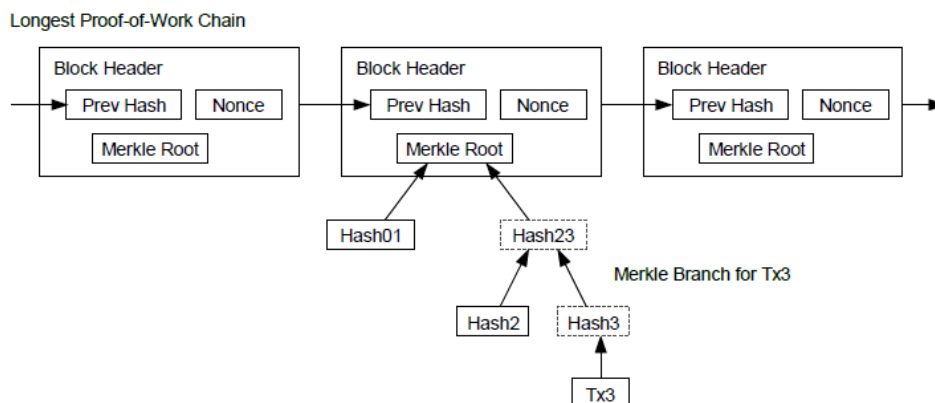 Longest Proof-of-Work Chain
Block Header
Prev Hash
Nonce
Merkle Root
Block Header
Prev Hash
Nonce
Merkle Root
Block Header
Prev Hash
Nonce
Merkle Root
Hash01
Hash23
Merkle Branch for Tx3
Hash2
Hash3
Tx3